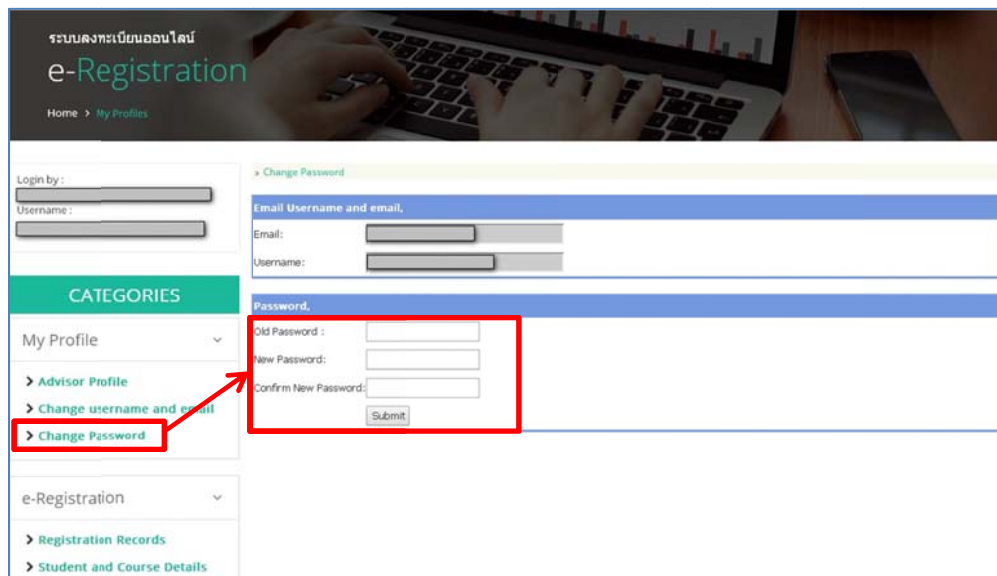 ระบบลงทะเบียนออนไลน์
e-Registration
Home > My Profiles
Login by :
Username :
CATEGORIES
My Profile
> Advisor Profile
> Change username and email
> Change Password
e-Registration
> Registration Records
> Student and Course Details
» Change Password
Email Username and email,
Email:
Username:
Password,
Old Password :
New Password:
Confirm New Password:
Submit